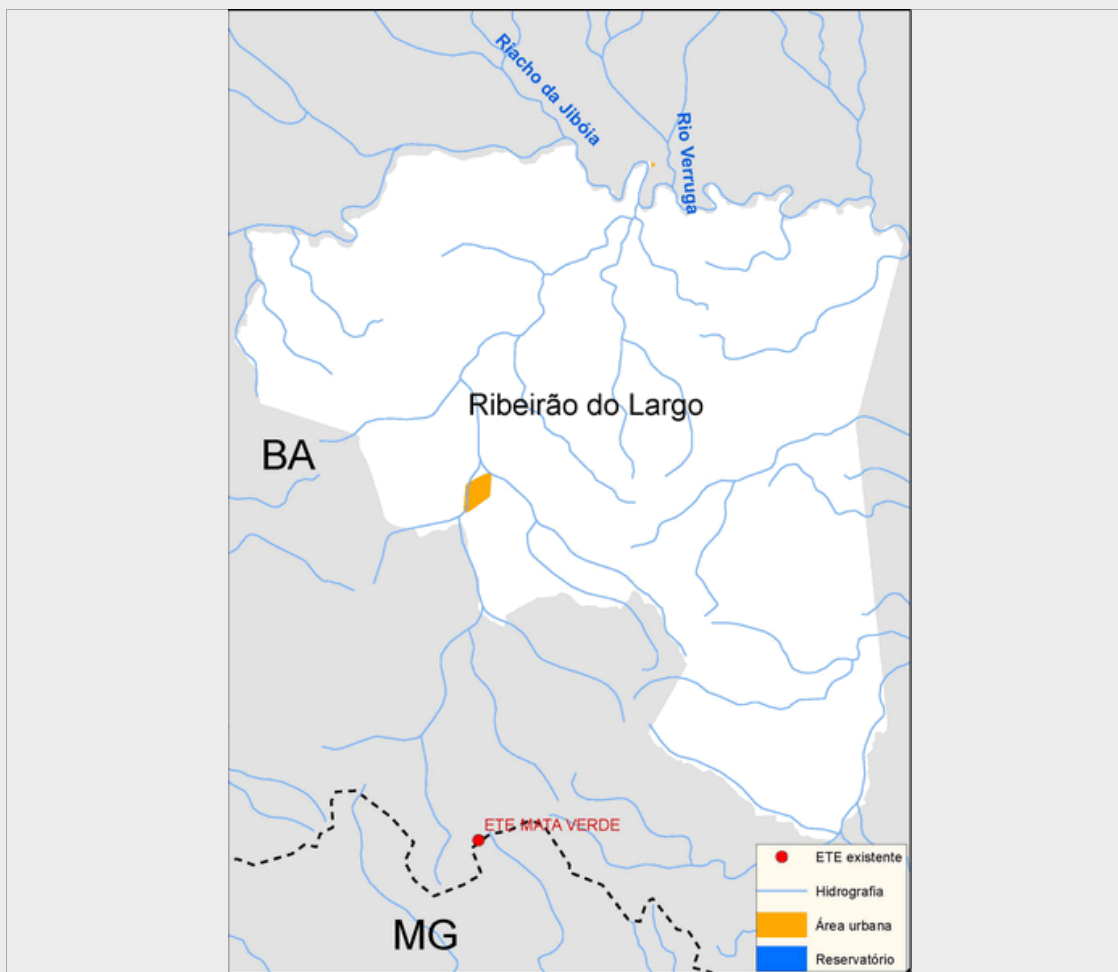 Riacho da Jibóia
Rio Verruga
Ribeirão do Largo
BA
ETE MATA VERDE
MG
ETE existente
Hidrografia
Área urbana
Reservatório